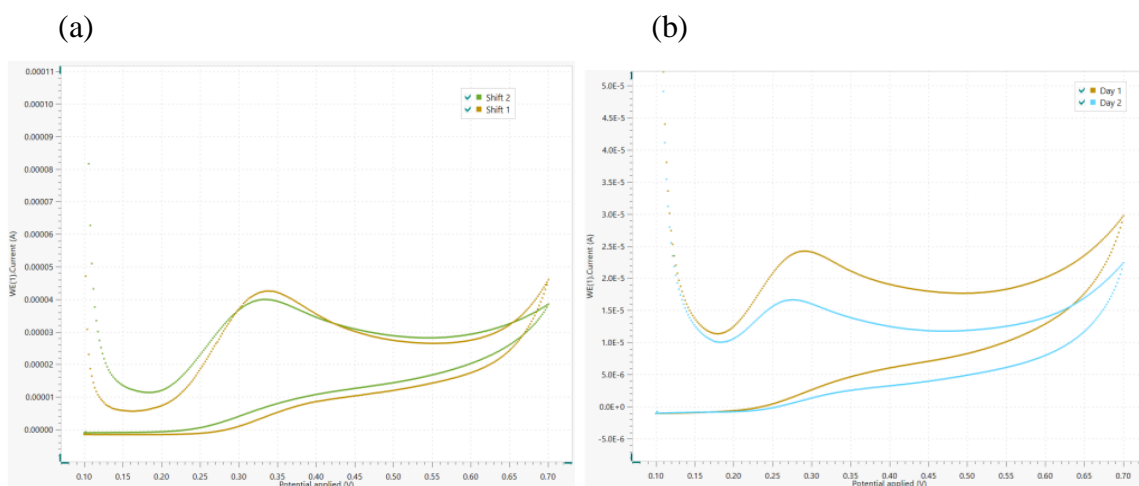 (a)
(b)
0.00011
0.00010
0.00009
0.00008
0.00007
0.00006
0.00005
0.00004
0.00003
0.00002
0.00001
0.00000
WE(1).Current (A)
Shift 2
Shift 1
0.10 0.15 0.20 0.25 0.30 0.35 0.40 0.45 0.50 0.55 0.60 0.65 0.70
Potential applied (V)
5.0E-5
4.5E-5
4.0E-5
3.5E-5
3.0E-5
2.5E-5
2.0E-5
1.5E-5
1.0E-5
5.0E-6
0.0E+0
-5.0E-6
WE(1).Current (A)
Day 1
Day 2
0.10 0.15 0.20 0.25 0.30 0.35 0.40 0.45 0.50 0.55 0.60 0.65 0.70
Potential applied (V)